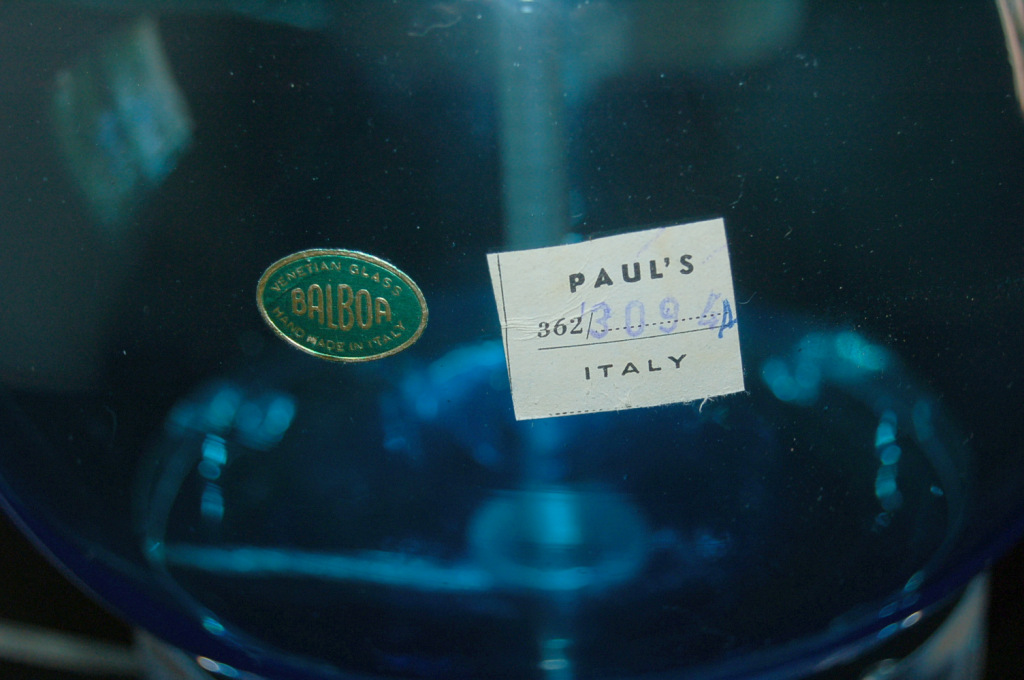 VENETIAN GLASS
BALBOA
HAND MADE IN ITALY
PAUL'S
362/3094A
ITALY